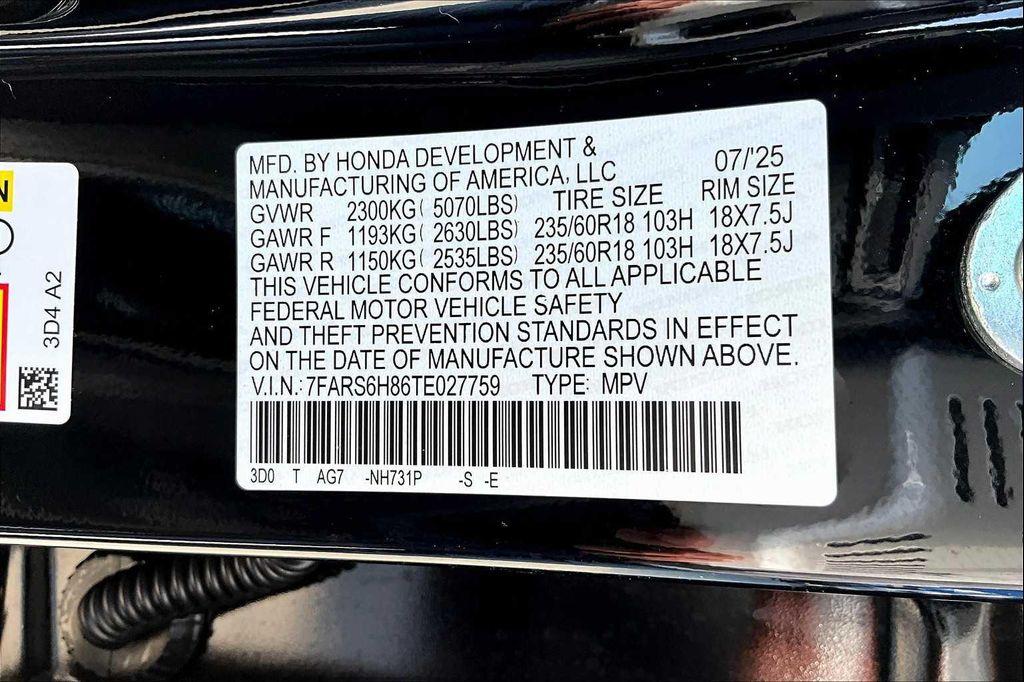 MFD. BY HONDA DEVELOPMENT &
MANUFACTURING OF AMERICA, LLC 07/'25
GVWR 2300KG( 5070LBS) TIRE SIZE RIM SIZE
GAWR F 1193KG( 2630LBS) 235/60R18 103H 18X7.5J
GAWR R 1150KG( 2535LBS) 235/60R18 103H 18X7.5J
THIS VEHICLE CONFORMS TO ALL APPLICABLE
FEDERAL MOTOR VEHICLE SAFETY
AND THEFT PREVENTION STANDARDS IN EFFECT
ON THE DATE OF MANUFACTURE SHOWN ABOVE.
V.I.N.:7FARS6H86TE027759 TYPE: MPV
3D0 T AG7 -NH731P -S -E
3D4 A2